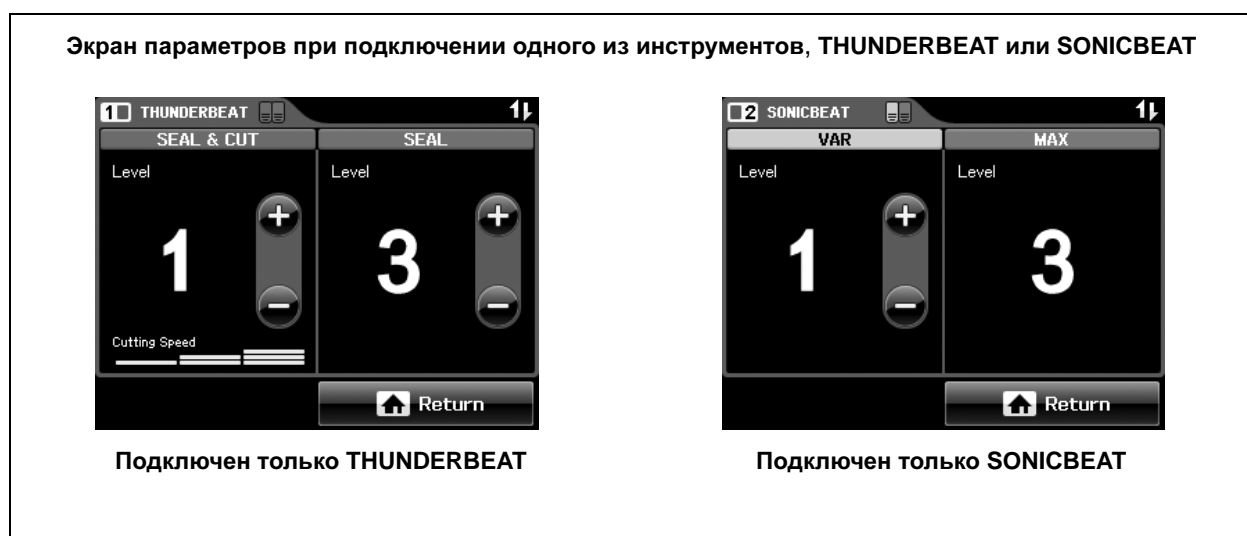 Экран параметров при подключении одного из инструментов, THUNDERBEAT или SONICBEAT
1 THUNDERBEAT
SEAL & CUT
SEAL
Level
1
+
−
Cutting Speed
Level
3
+
−
Return
2 SONICBEAT
VAR
MAX
Level
1
+
−
Level
3
Return
Подключен только THUNDERBEAT
Подключен только SONICBEAT